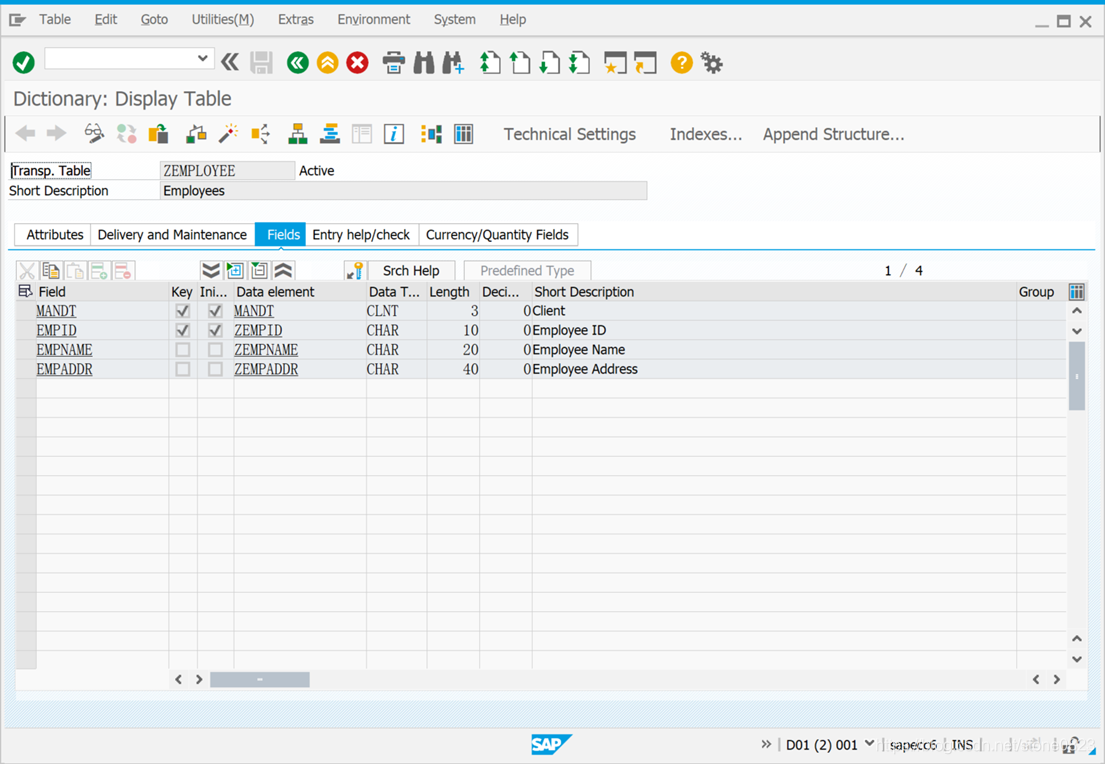 Table Edit Goto Utilities(M) Extras Environment System Help
Dictionary: Display Table
Technical Settings Indexes... Append Structure...
Transp. Table ZEMPLOYEE Active
Short Description Employees
Attributes Delivery and Maintenance Fields Entry help/check Currency/Quantity Fields
Srch Help Predefined Type 1 / 4
Field Key Ini... Data element Data T... Length Deci... Short Description Group
MANDT MANDT CLNT 3 0 Client
EMPID ZEMPID CHAR 10 0 Employee ID
EMPNAME ZEMPNAME CHAR 20 0 Employee Name
EMPADDR ZEMPADDR CHAR 40 0 Employee Address
SAP D01 (2) 001 sapecc6 INS